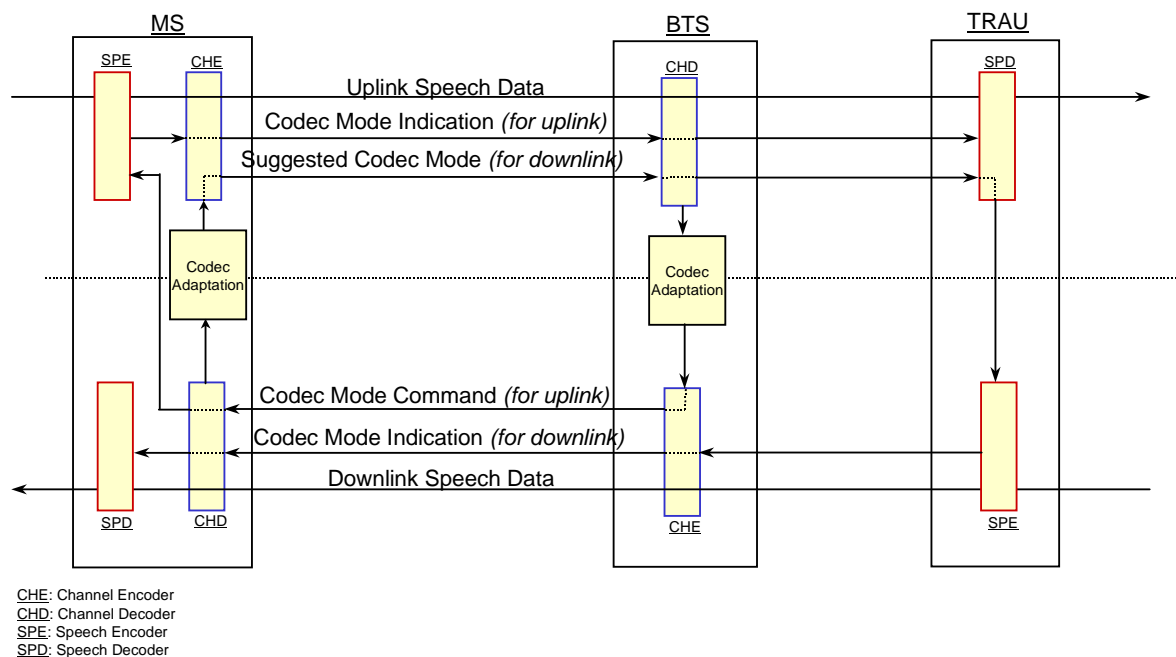 MS
BTS
TRAU
SPE
CHE
CHD
SPD
Uplink Speech Data
Codec Mode Indication (for uplink)
Suggested Codec Mode (for downlink)
Codec
Adaptation
Codec
Adaptation
Codec Mode Command (for uplink)
Codec Mode Indication (for downlink)
Downlink Speech Data
SPD
CHD
CHE
SPE
CHE: Channel Encoder
CHD: Channel Decoder
SPE: Speech Encoder
SPD: Speech Decoder